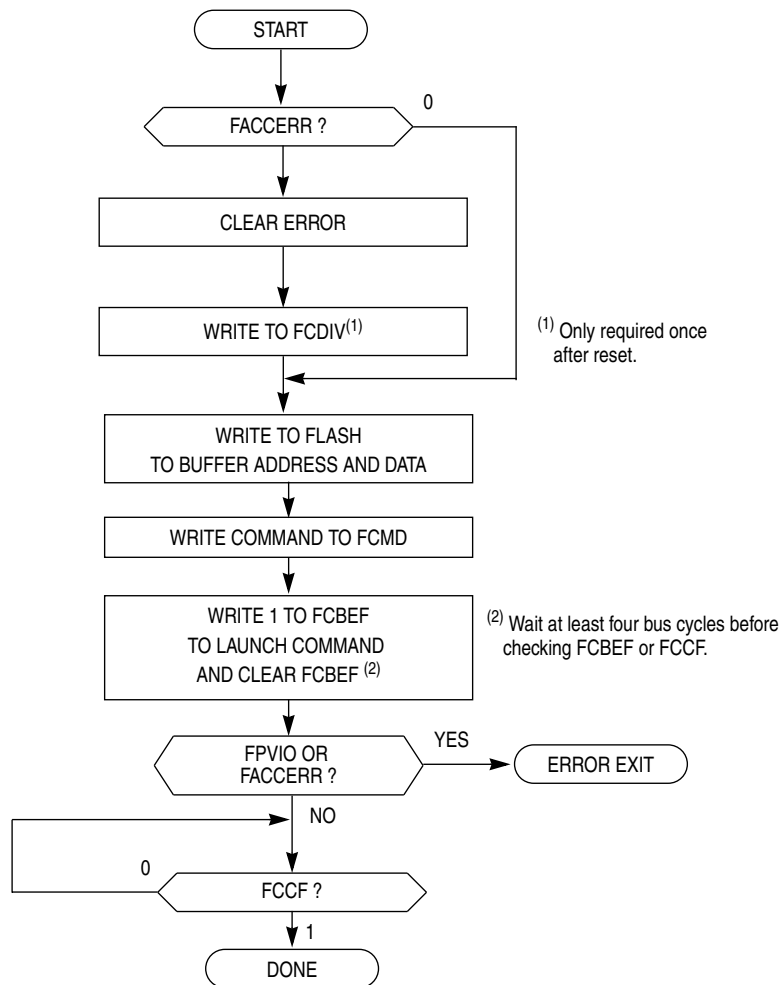 START
0
FACCERR ?
CLEAR ERROR
WRITE TO FCDIV(1)
(1) Only required once
after reset.
WRITE TO FLASH
TO BUFFER ADDRESS AND DATA
WRITE COMMAND TO FCMD
WRITE 1 TO FCBEF
TO LAUNCH COMMAND
AND CLEAR FCBEF (2)
(2) Wait at least four bus cycles before
checking FCBEF or FCCF.
FPVIO OR
FACCERR ?
YES
ERROR EXIT
NO
0
FCCF ?
1
DONE